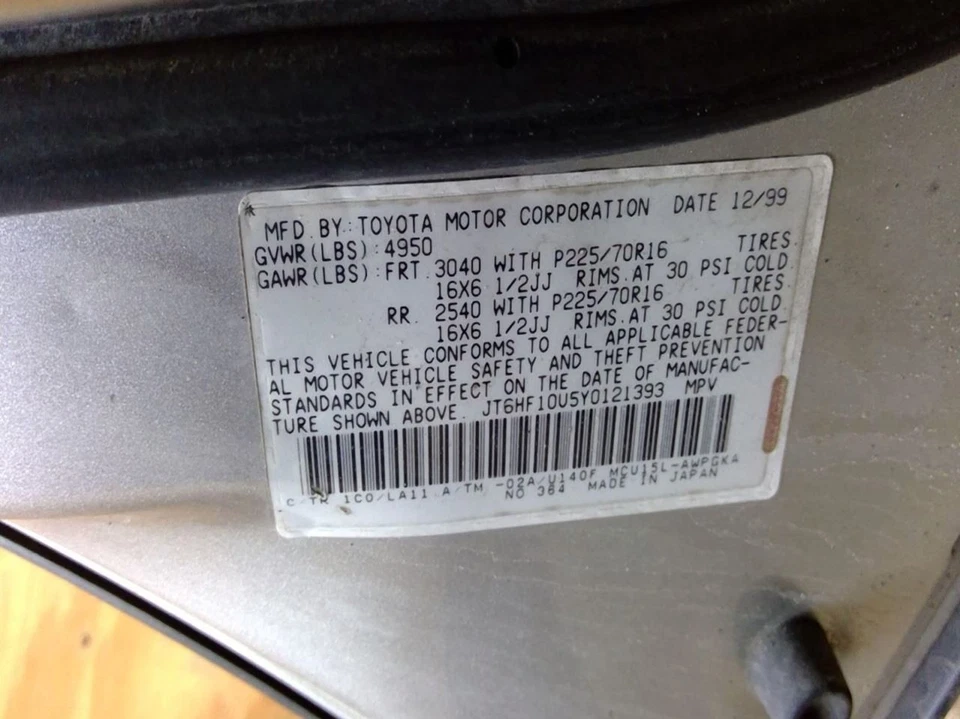 MFD. BY: TOYOTA MOTOR CORPORATION DATE 12/99
GVWR(LBS):4950
GAWR(LBS):FRT. 3040 WITH P225/70R16 TIRES.
16X6 1/2JJ RIMS.AT 30 PSI COLD.
RR. 2540 WITH P225/70R16 TIRES.
16X6 1/2JJ RIMS.AT 30 PSI COLD
THIS VEHICLE CONFORMS TO ALL APPLICABLE FEDER-
AL MOTOR VEHICLE SAFETY AND THEFT PREVENTION
STANDARDS IN EFFECT ON THE DATE OF MANUFAC-
TURE SHOWN ABOVE. JT6HF10U5Y0121393 MPV
C/TR 1C0/LA11 A/TM -02A/U140F MCU15L-AWPGKA
NO 364 MADE IN JAPAN